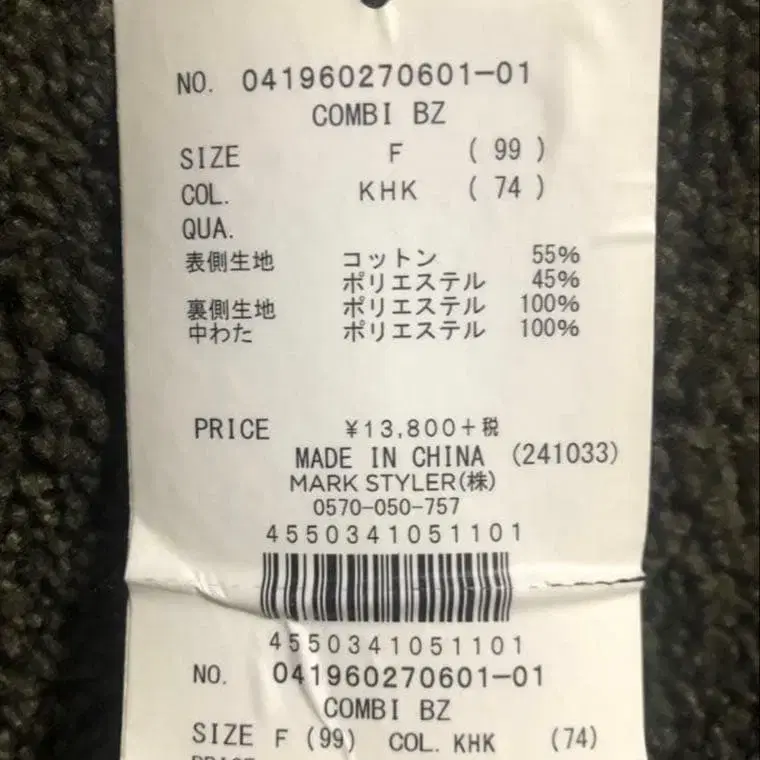 NO. 041960270601-01
COMBI BZ
SIZE F (99)
COL. KHK (74)
QUA.
表側生地 コットン 55%
ポリエステル 45%
裏側生地 ポリエステル 100%
中わた ポリエステル 100%
PRICE ¥13,800+税
MADE IN CHINA (241033)
MARK STYLER(株)
0570-050-757
4550341051101
4550341051101
NO. 041960270601-01
COMBI BZ
SIZE F (99) COL. KHK (74)
PRICE